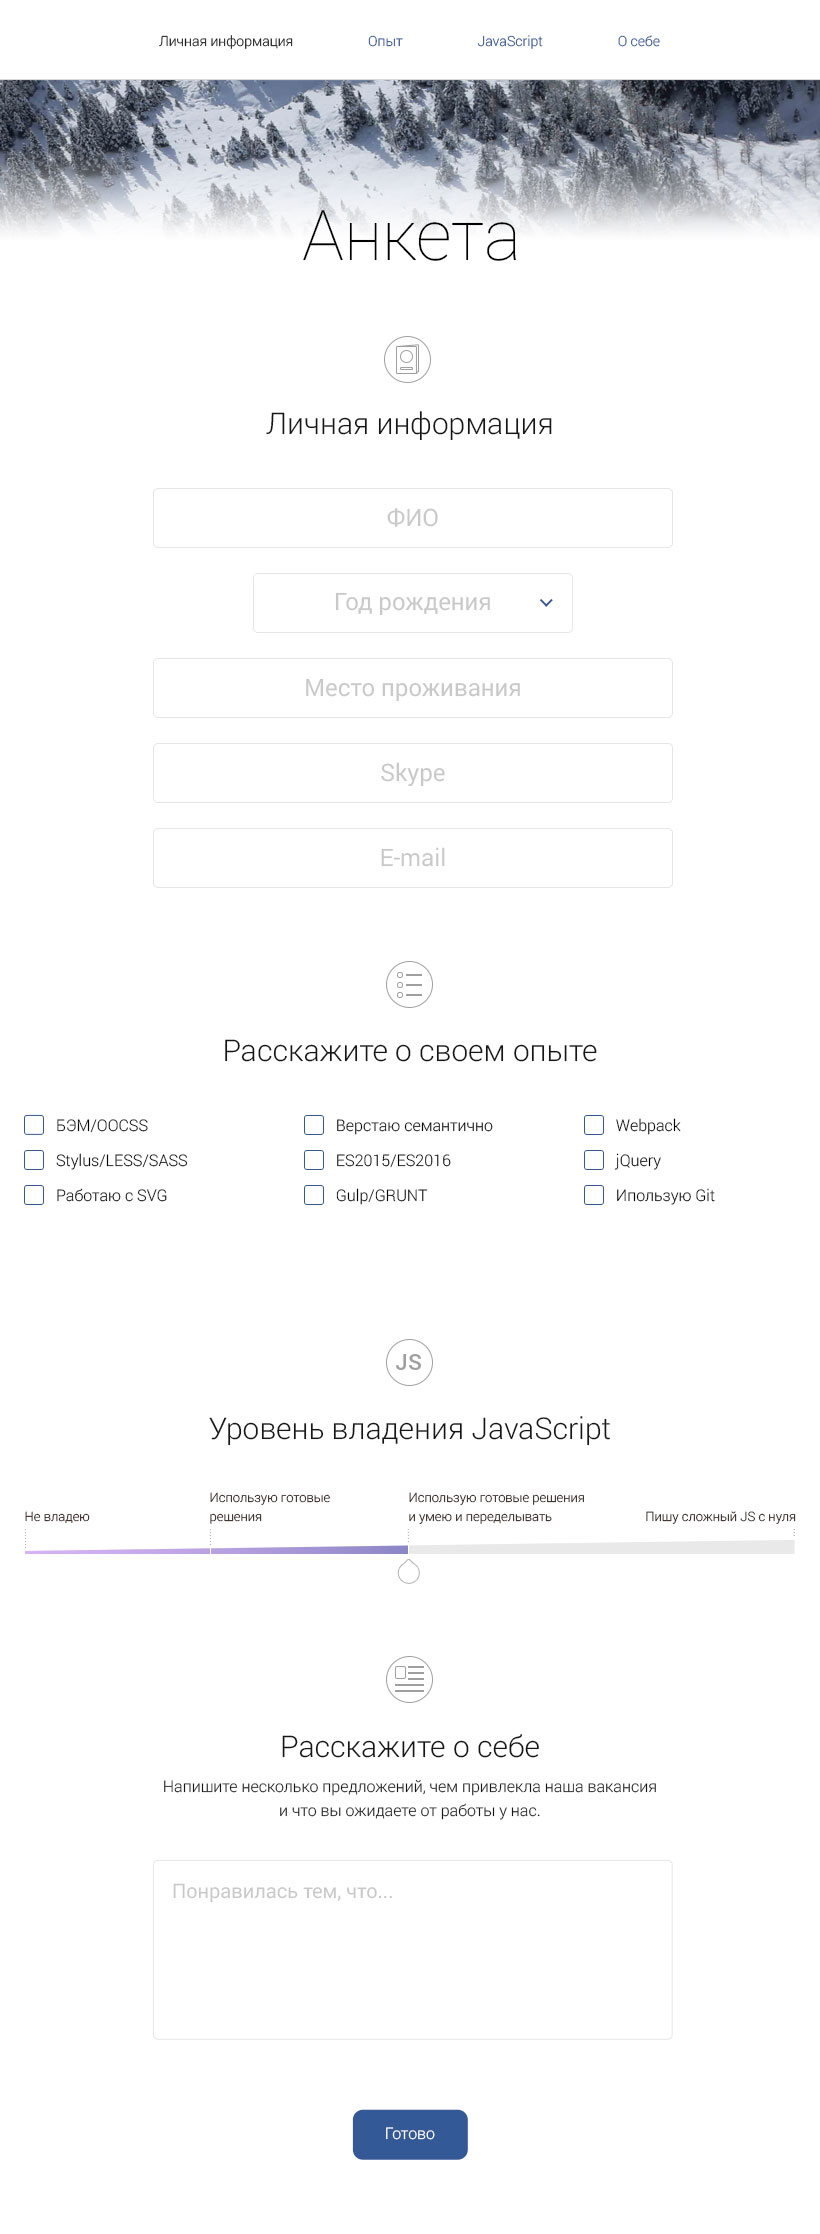 Личная информация
Опыт
JavaScript
О себе
Анкета
Личная информация
ФИО
Год рождения
Место проживания
Skype
E-mail
Расскажите о своем опыте
БЭМ/OOCSS
Верстаю семантично
Webpack
Stylus/LESS/SASS
ES2015/ES2016
jQuery
Работаю с SVG
Gulp/GRUNT
Ипользую Git
JS
Уровень владения JavaScript
Не владею
Использую готовые
решения
Использую готовые решения
и умею и переделывать
Пишу сложный JS с нуля
Расскажите о себе
Напишите несколько предложений, чем привлекла наша вакансия
и что вы ожидаете от работы у нас.
Понравилась тем, что...
Готово